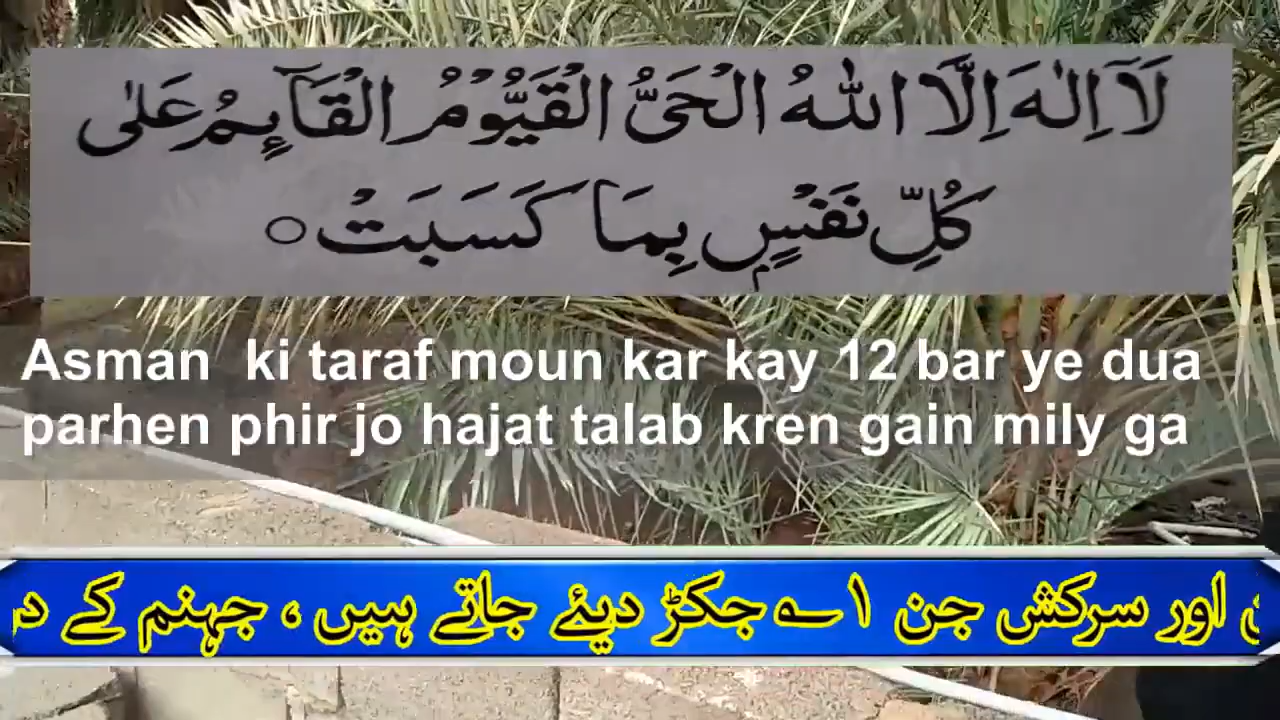 لَآ اِلٰهَ اِلَّا اللّٰهُ الْحَيُّ الْقَيُّوْمُ الْقَآئِمُ عَلٰى
كُلِّ نَفْسٍۭ بِمَا كَسَبَتْ ○
Asman ki taraf moun kar kay 12 bar ye dua
parhen phir jo hajat talab kren gain mily ga
اور سرکش جن ۱؎ جکڑ دیئے جاتے ہیں ، جہنم کے